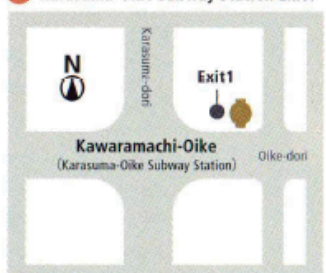 Karasuma-dori
N
Exit1
Kawaramachi-Oike
(Karasuma-Oike Subway Station)
Oike-dori